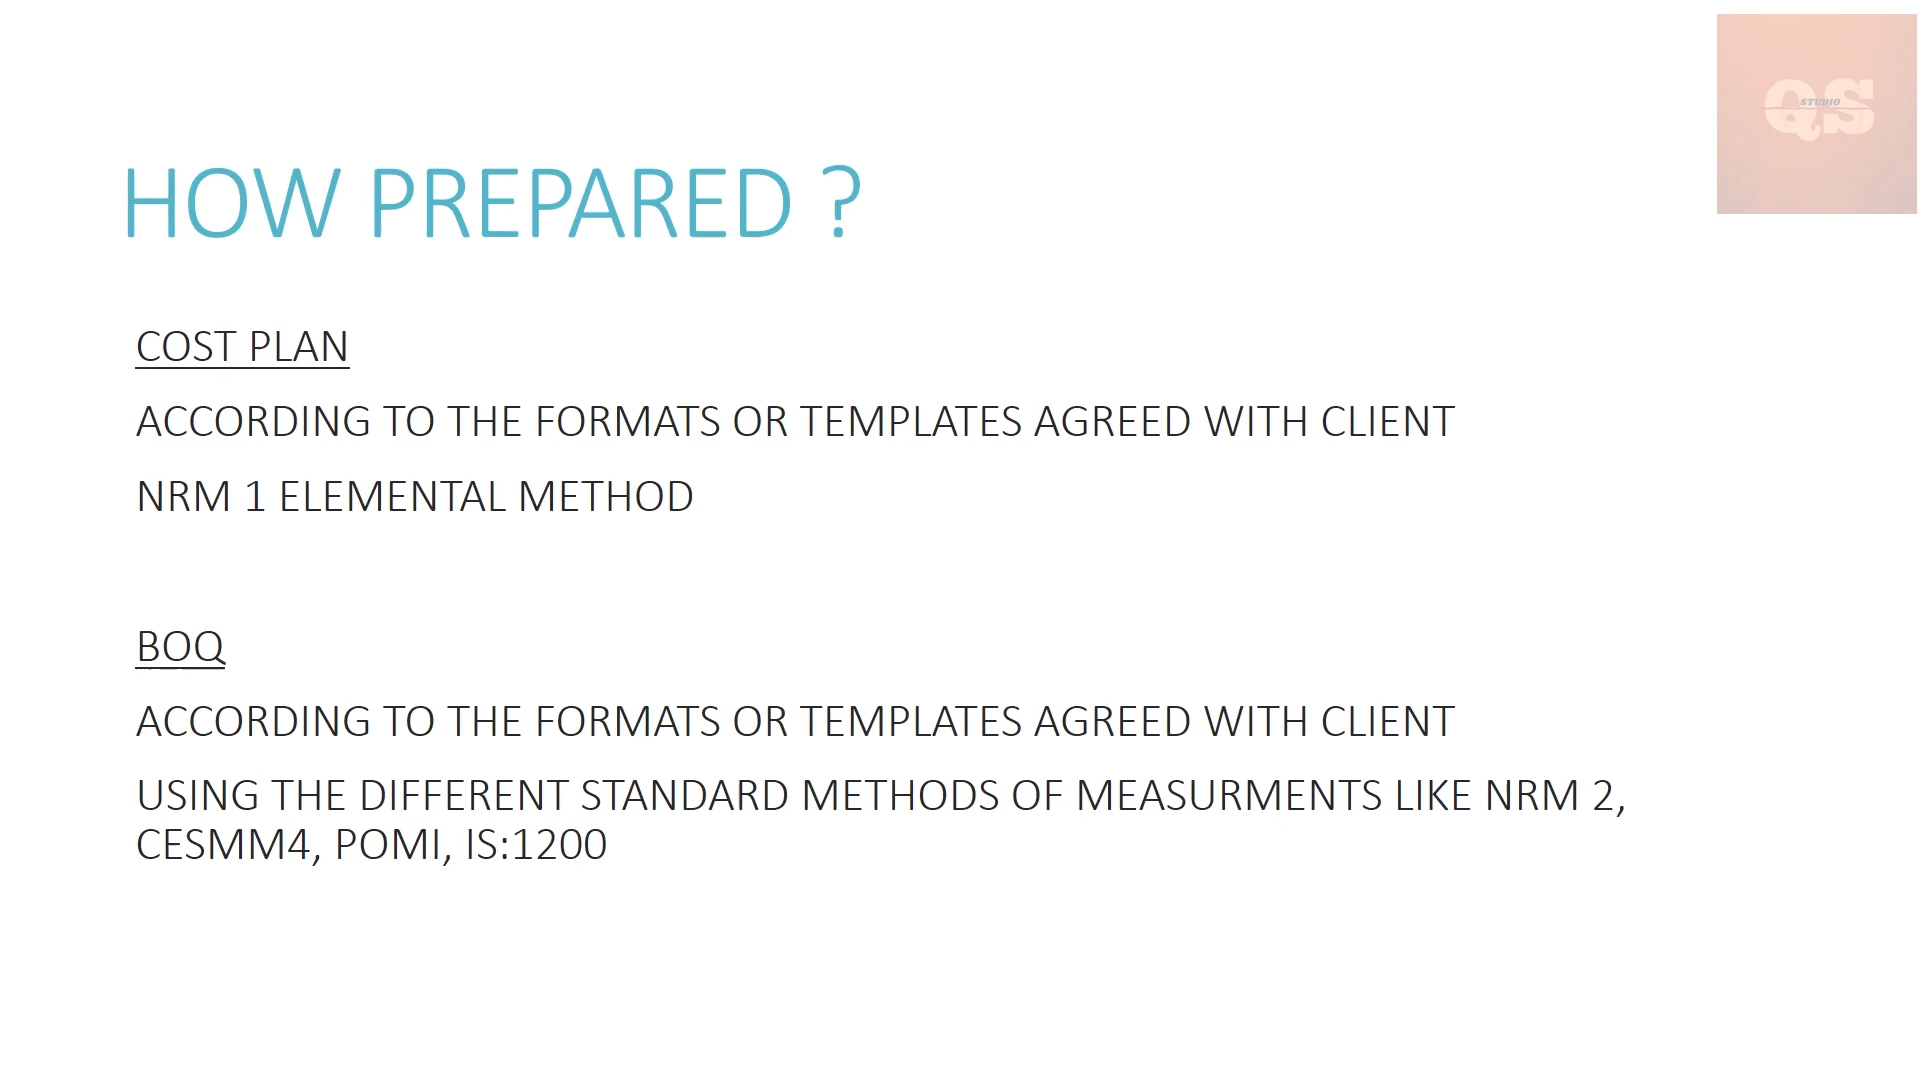 QS
STUDIO
HOW PREPARED ?
COST PLAN
ACCORDING TO THE FORMATS OR TEMPLATES AGREED WITH CLIENT
NRM 1 ELEMENTAL METHOD
BOQ
ACCORDING TO THE FORMATS OR TEMPLATES AGREED WITH CLIENT
USING THE DIFFERENT STANDARD METHODS OF MEASURMENTS LIKE NRM 2,
CESMM4, POMI, IS:1200